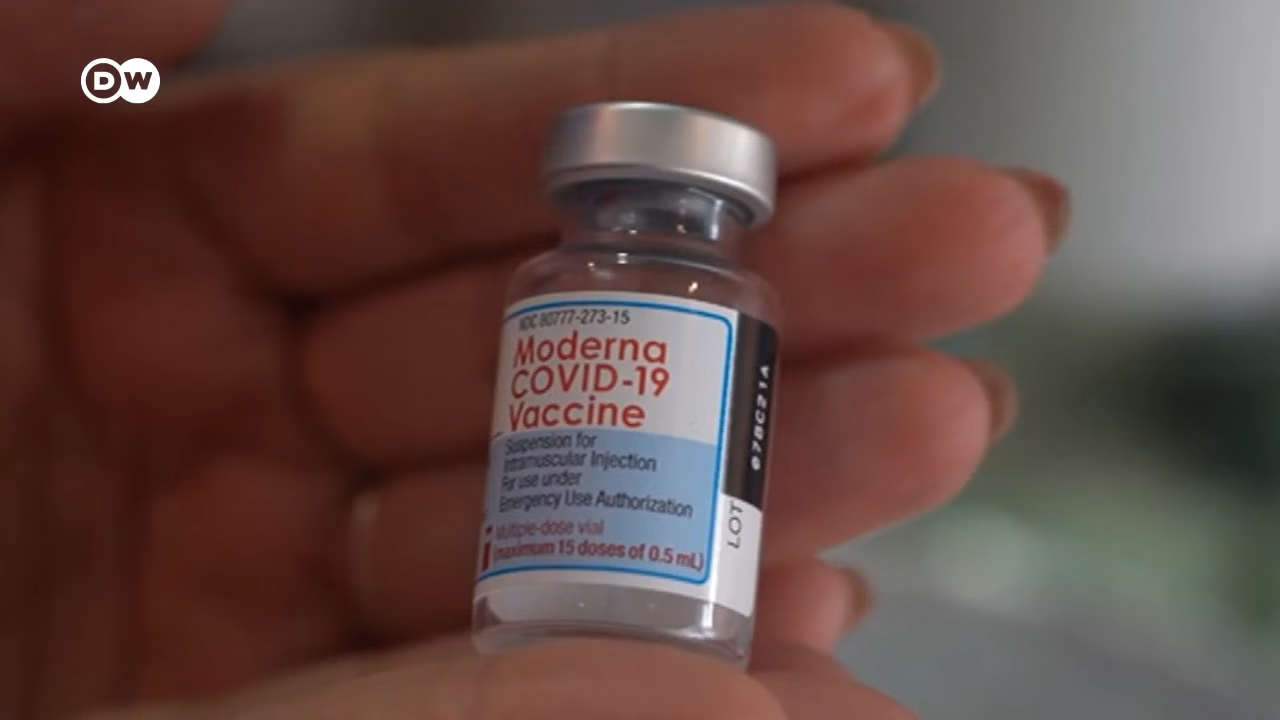 DW
NDC 80777-273-15
Moderna
COVID-19
Vaccine
Suspension for
Intramuscular Injection
For use under
Emergency Use Authorization
Multiple-dose vial
(maximum 15 doses of 0.5 mL)
LOT
078C21A